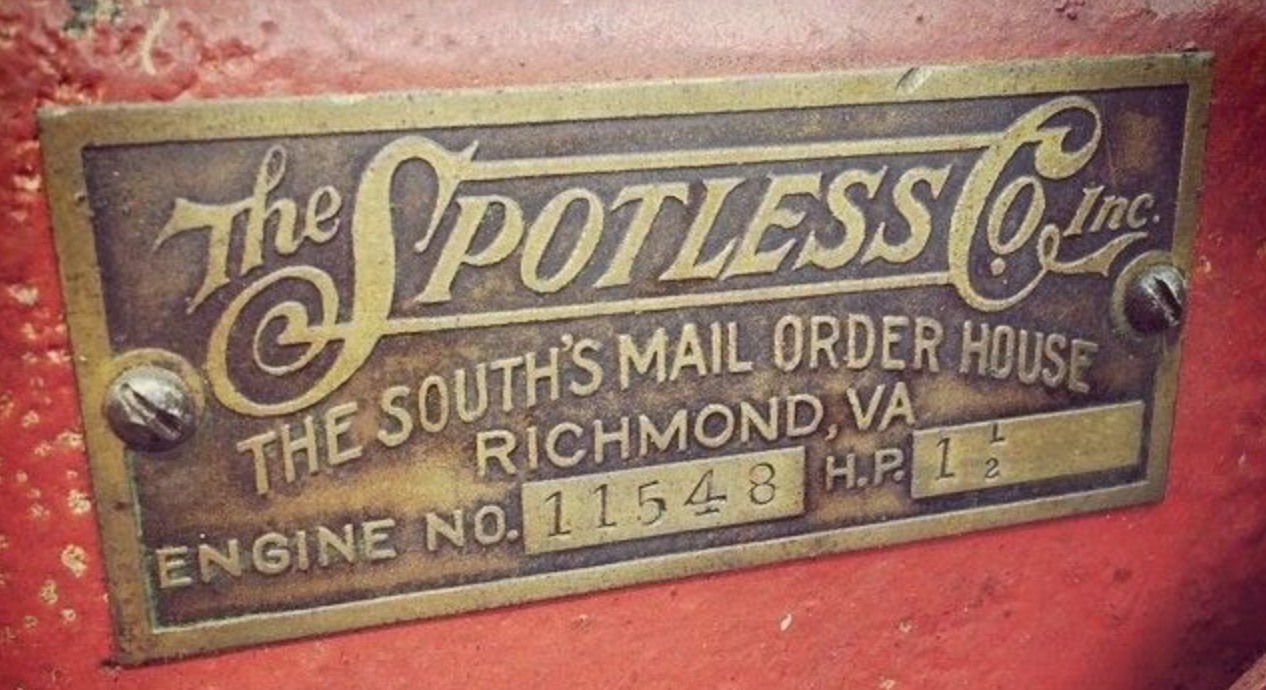 The SPOTLESS Co. Inc.
THE SOUTH'S MAIL ORDER HOUSE
RICHMOND, VA
ENGINE NO. 11548 H.P. 1 1/2